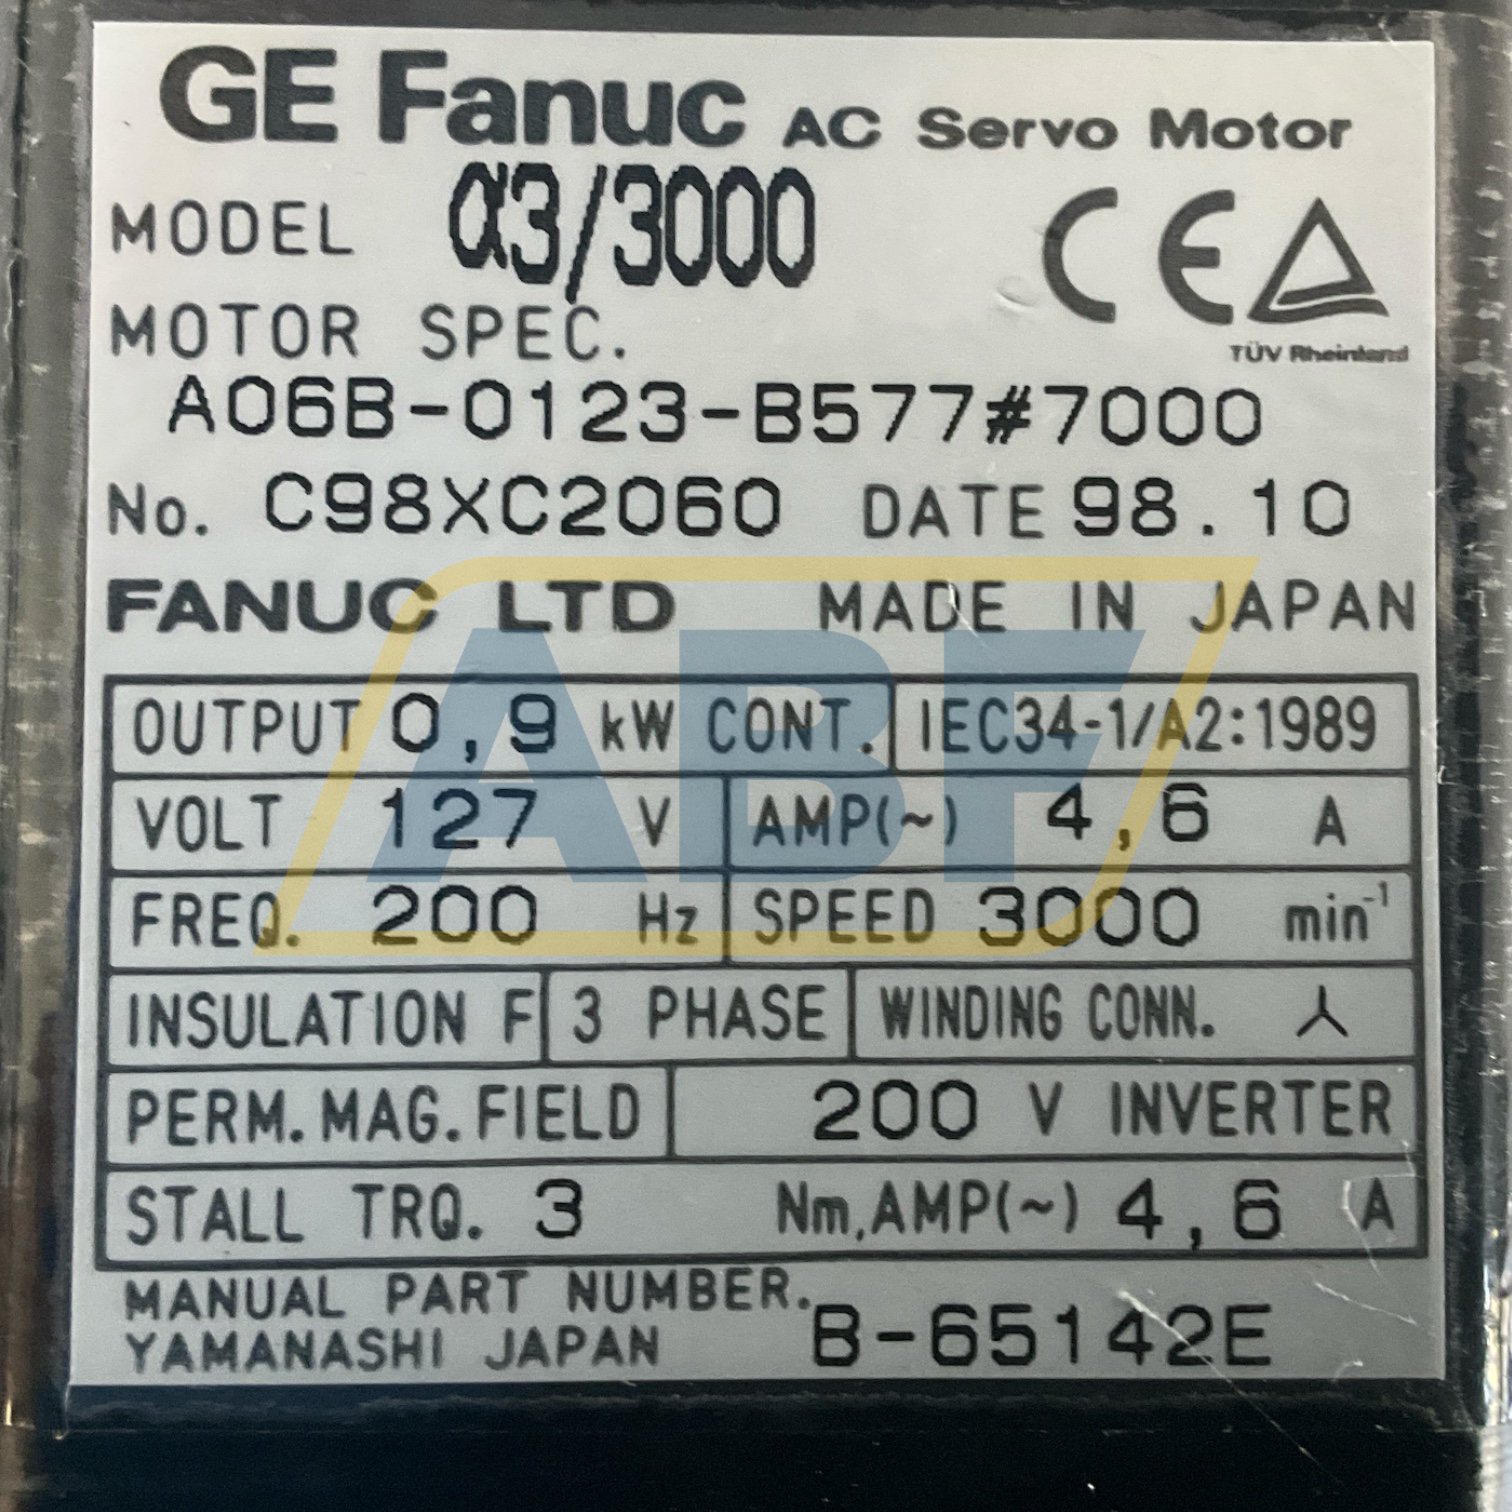 GE Fanuc AC Servo Motor
MODEL α3/3000
CE
TÜV Rheinland
MOTOR SPEC.
A06B-0123-B577#7000
No. C98XC2060 DATE 98.10
FANUC LTD MADE IN JAPAN
ABF
OUTPUT 0,9 kW CONT. IEC34-1/A2:1989
VOLT 127 V AMP(~) 4,6 A
FREQ. 200 Hz SPEED 3000 min⁻¹
INSULATION F 3 PHASE WINDING CONN. ⅄
PERM.MAG.FIELD 200 V INVERTER
STALL TRQ. 3 Nm,AMP(~) 4,6 A
MANUAL PART NUMBER. B-65142E
YAMANASHI JAPAN